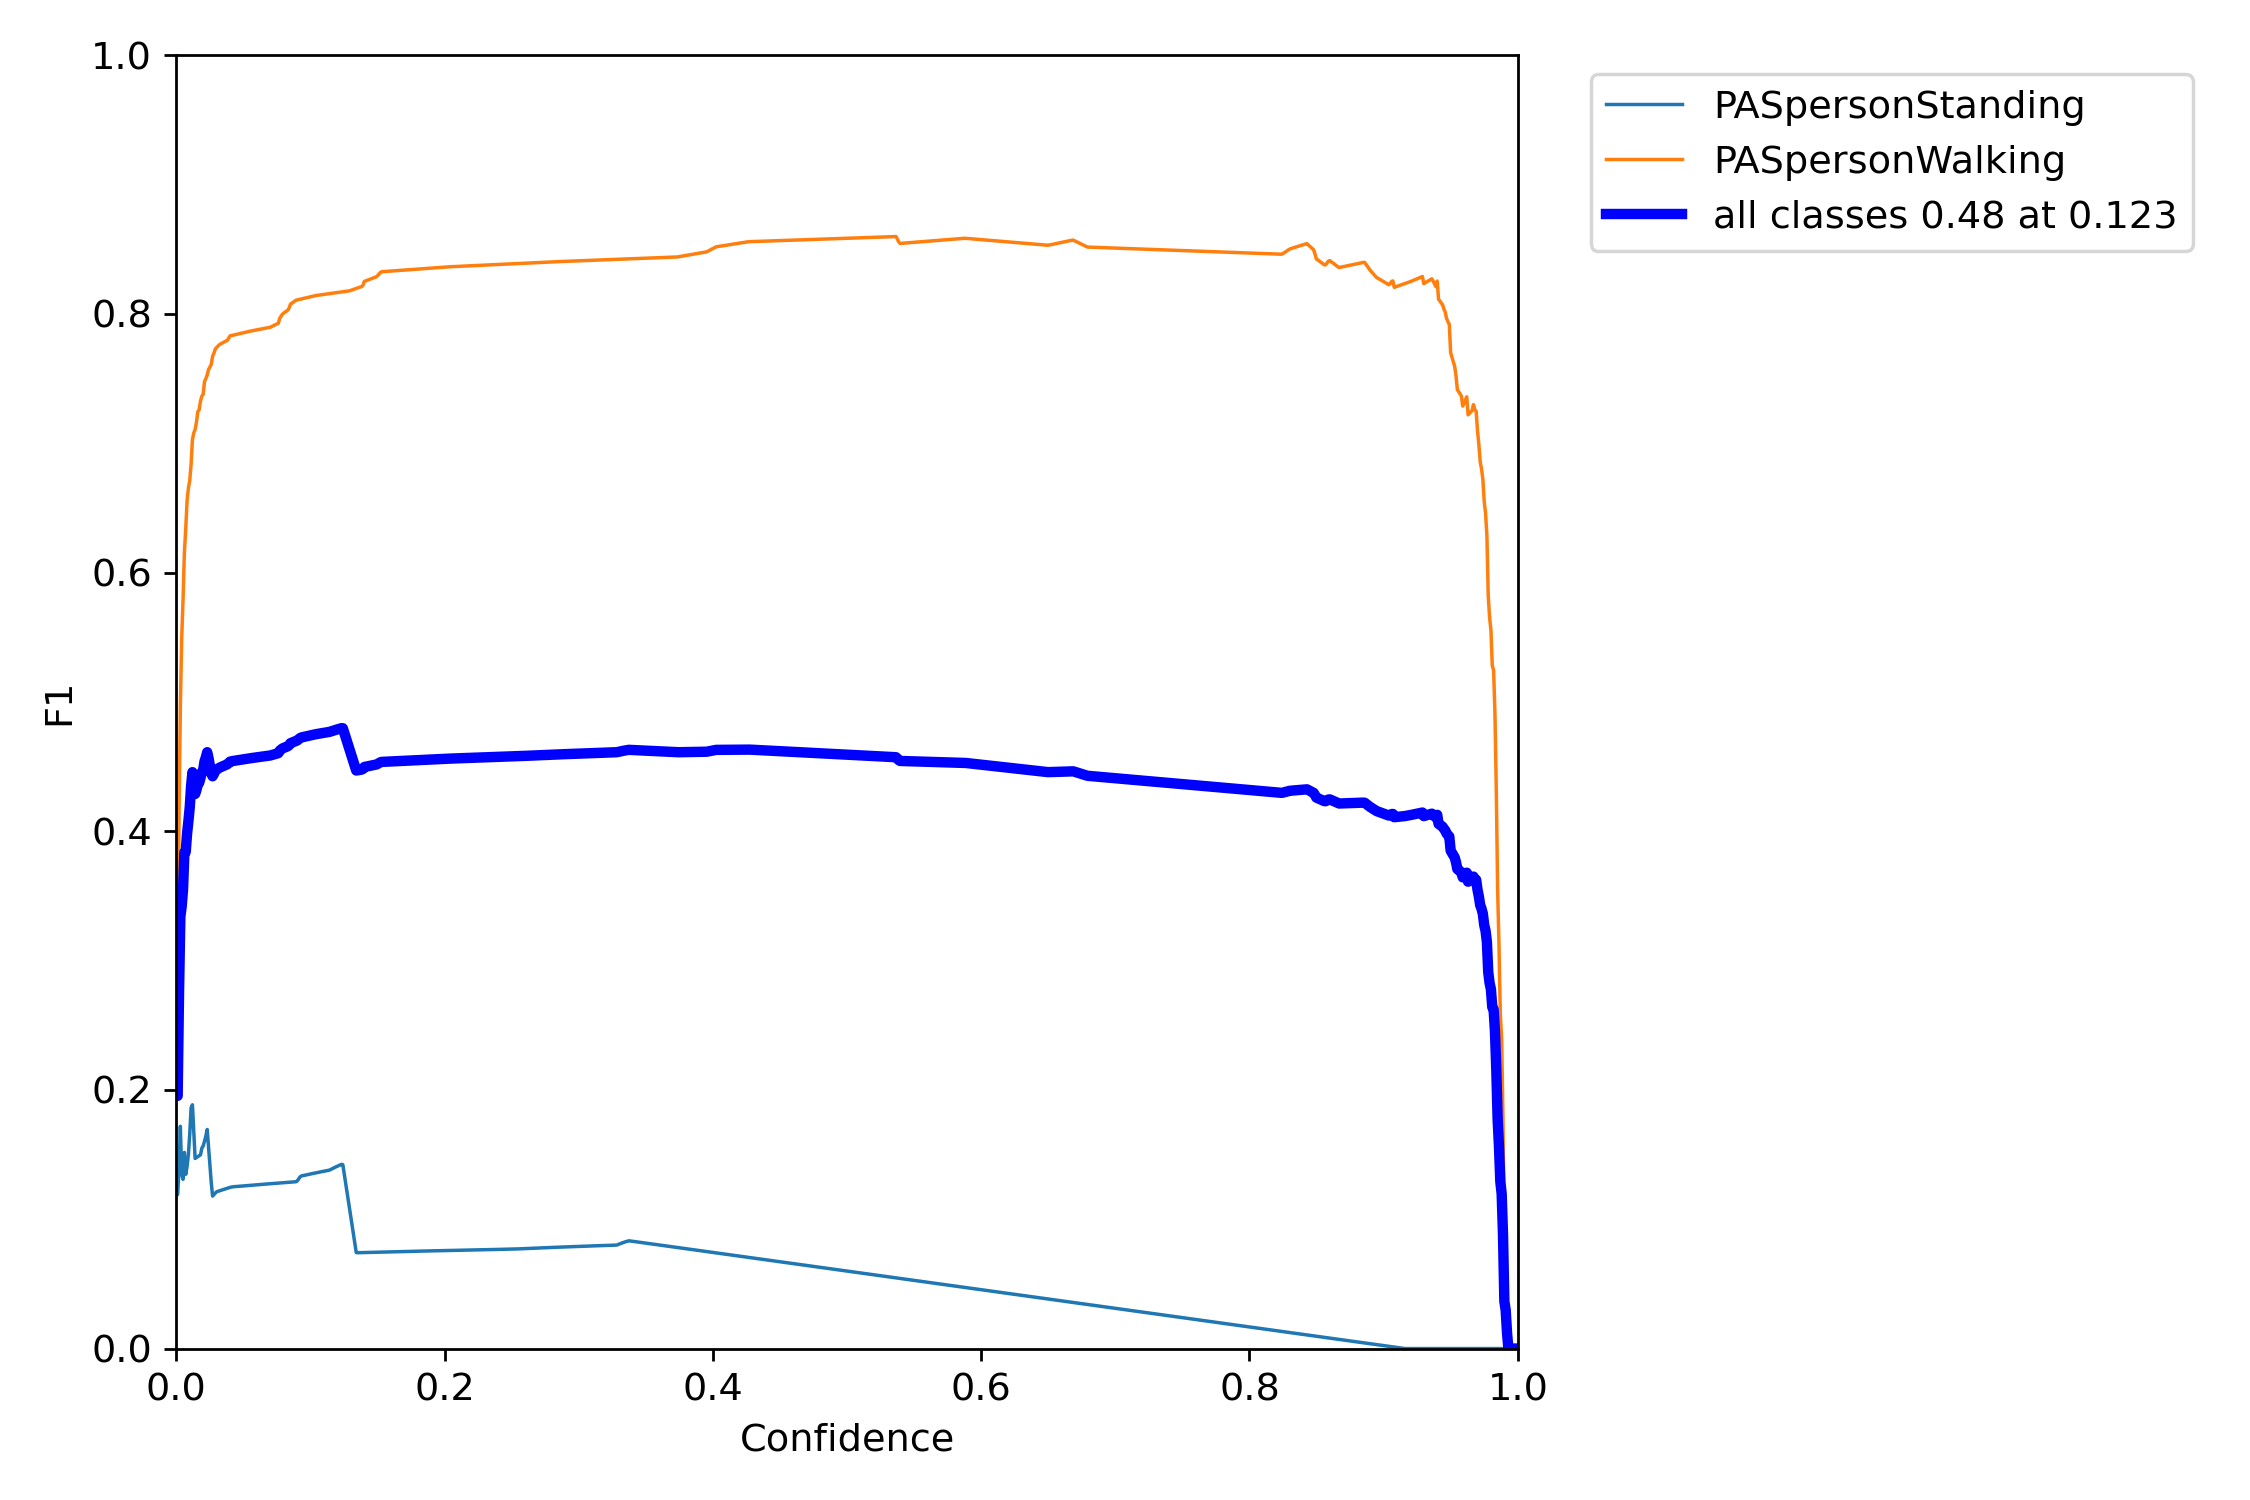 1.0
0.8
0.6
0.4
0.2
0.0
F1
0.0 0.2 0.4 0.6 0.8 1.0
Confidence
PASpersonStanding
PASpersonWalking
all classes 0.48 at 0.123